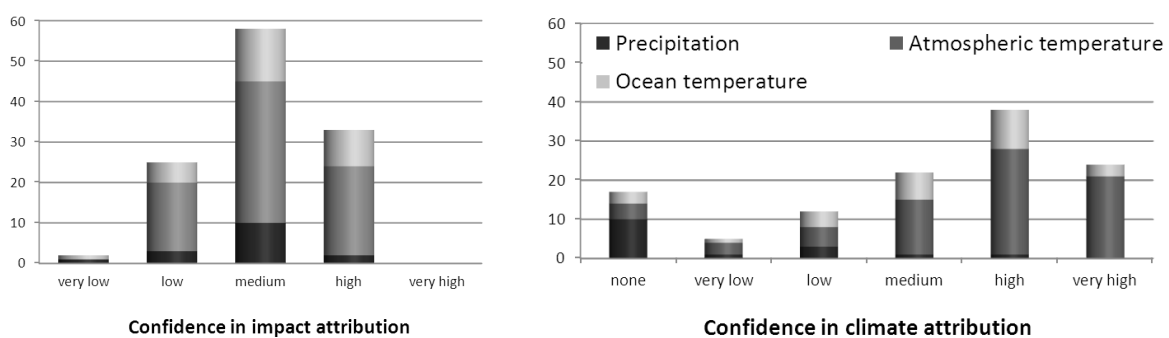 60
50
40
30
20
10
0
very low low medium high very high
Confidence in impact attribution
Precipitation Atmospheric temperature
Ocean temperature
60
50
40
30
20
10
0
none very low low medium high very high
Confidence in climate attribution